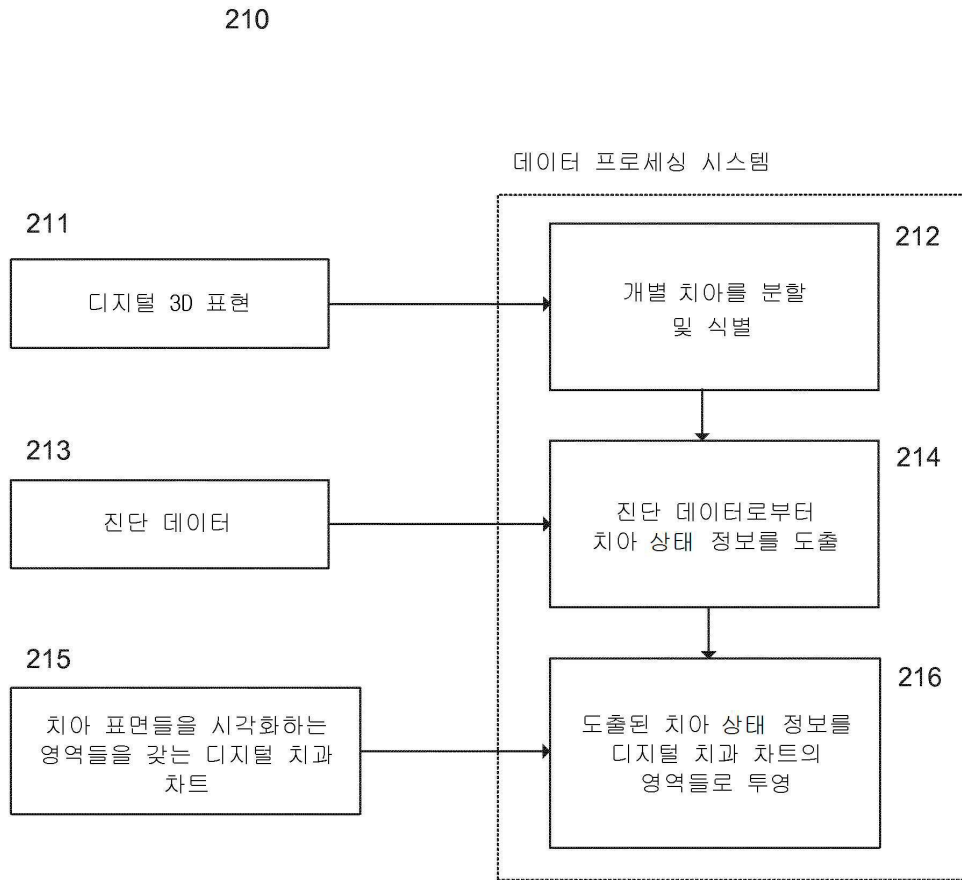 210
데이터 프로세싱 시스템
211
디지털 3D 표현
212
개별 치아를 분할
및 식별
213
진단 데이터
214
진단 데이터로부터
치아 상태 정보를 도출
215
치아 표면들을 시각화하는
영역들을 갖는 디지털 치과
차트
216
도출된 치아 상태 정보를
디지털 치과 차트의
영역들로 투영